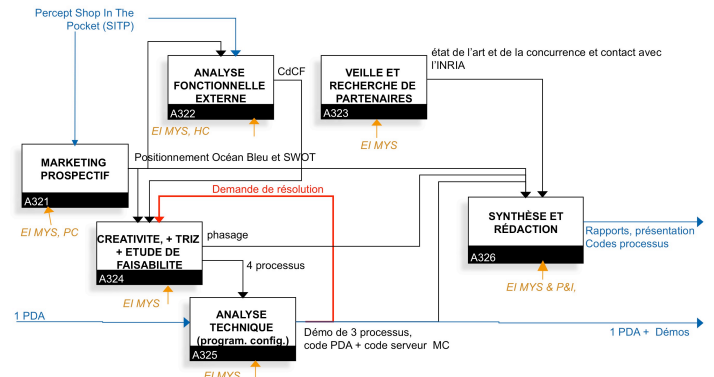 Percept Shop In The
Pocket (SITP)
ANALYSE
FONCTIONNELLE
EXTERNE
A322
CdCF
EI MYS, HC
VEILLE ET
RECHERCHE DE
PARTENAIRES
A323
EI MYS
état de l'art et de la concurrence et contact avec
l'INRIA
MARKETING
PROSPECTIF
A321
EI MYS, PC
Positionnement Océan Bleu et SWOT
Demande de résolution
CREATIVITE, + TRIZ
+ ETUDE DE
FAISABILITE
A324
EI MYS
phasage
4 processus
SYNTHÈSE ET
RÉDACTION
A326
EI MYS & P&I,
Rapports, présentation
Codes processus
1 PDA
ANALYSE
TECHNIQUE
(program. config.)
A325
EI MYS
Démo de 3 processus,
code PDA + code serveur MC
1 PDA + Démos